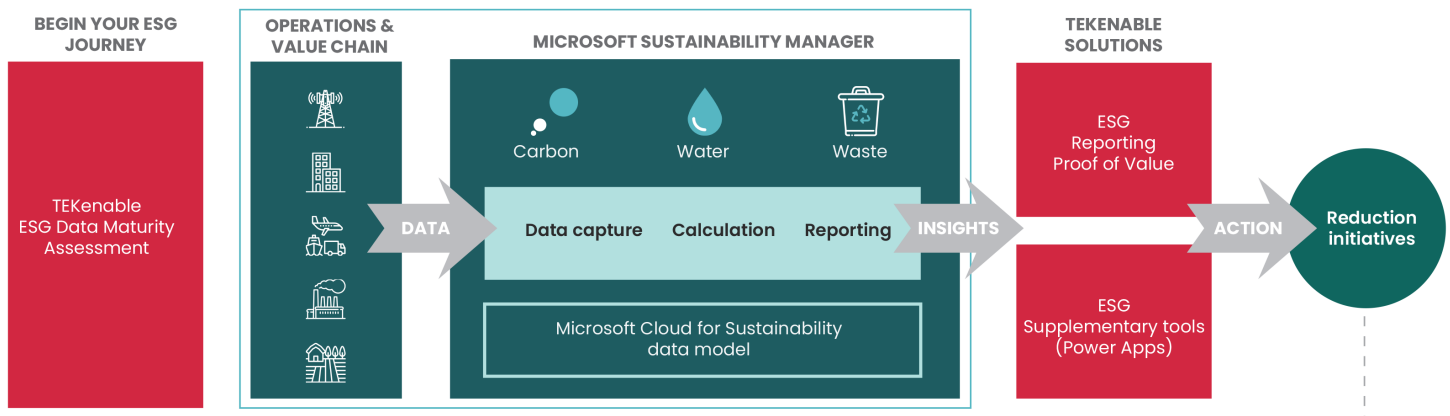 BEGIN YOUR ESG
JOURNEY
TEKenable
ESG Data Maturity
Assessment
OPERATIONS &
VALUE CHAIN
DATA
MICROSOFT SUSTAINABILITY MANAGER
Carbon
Water
Waste
Data capture
Calculation
Reporting
Microsoft Cloud for Sustainability
data model
INSIGHTS
TEKENABLE
SOLUTIONS
ESG
Reporting
Proof of Value
ESG
Supplementary tools
(Power Apps)
ACTION
Reduction
initiatives